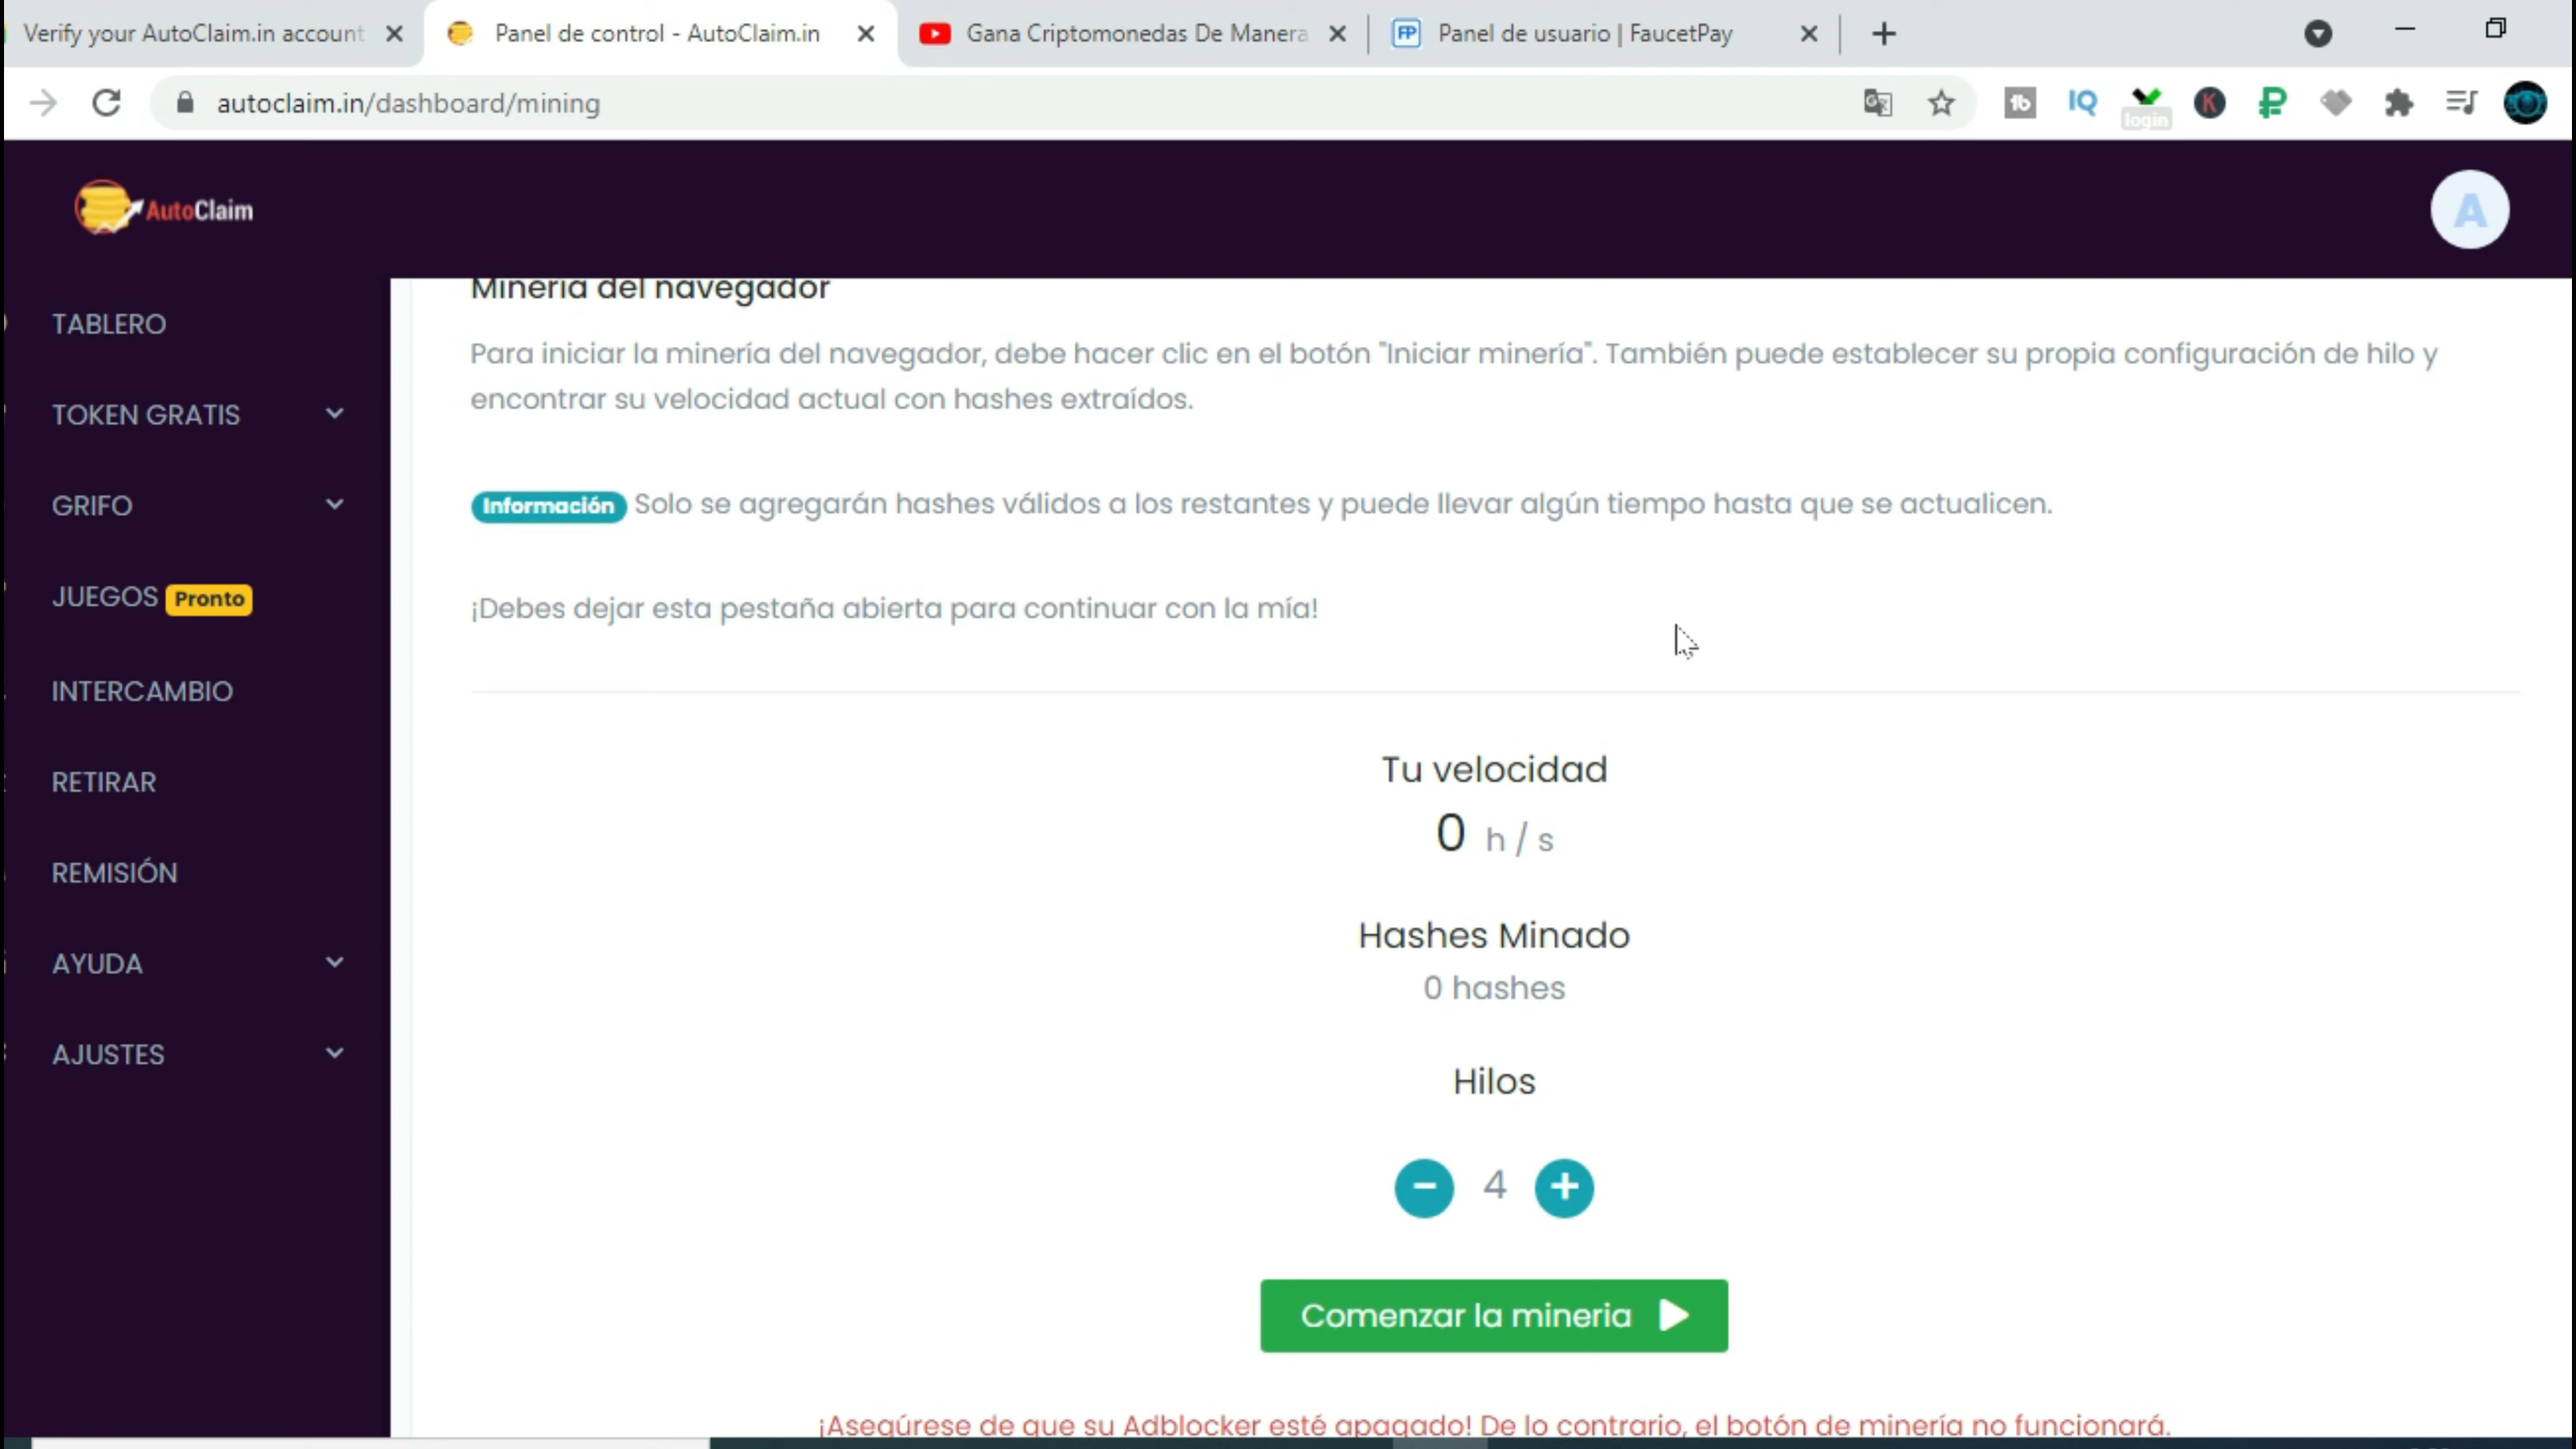 Verify your AutoClaim.in account
Panel de control - AutoClaim.in
Gana Criptomonedas De Manera
FP
Panel de usuario | FaucetPay
autoclaim.in/dashboard/mining
tb
IQ
login
K
AutoClaim
A
TABLERO
TOKEN GRATIS
GRIFO
JUEGOS Pronto
INTERCAMBIO
RETIRAR
REMISIÓN
AYUDA
AJUSTES
Minería del navegador
Para iniciar la minería del navegador, debe hacer clic en el botón "Iniciar minería". También puede establecer su propia configuración de hilo y
encontrar su velocidad actual con hashes extraídos.
Información Solo se agregarán hashes válidos a los restantes y puede llevar algún tiempo hasta que se actualicen.
¡Debes dejar esta pestaña abierta para continuar con la mía!
Tu velocidad
0 h / s
Hashes Minado
0 hashes
Hilos
4
Comenzar la mineria
¡Asegúrese de que su Adblocker esté apagado! De lo contrario, el botón de minería no funcionará.